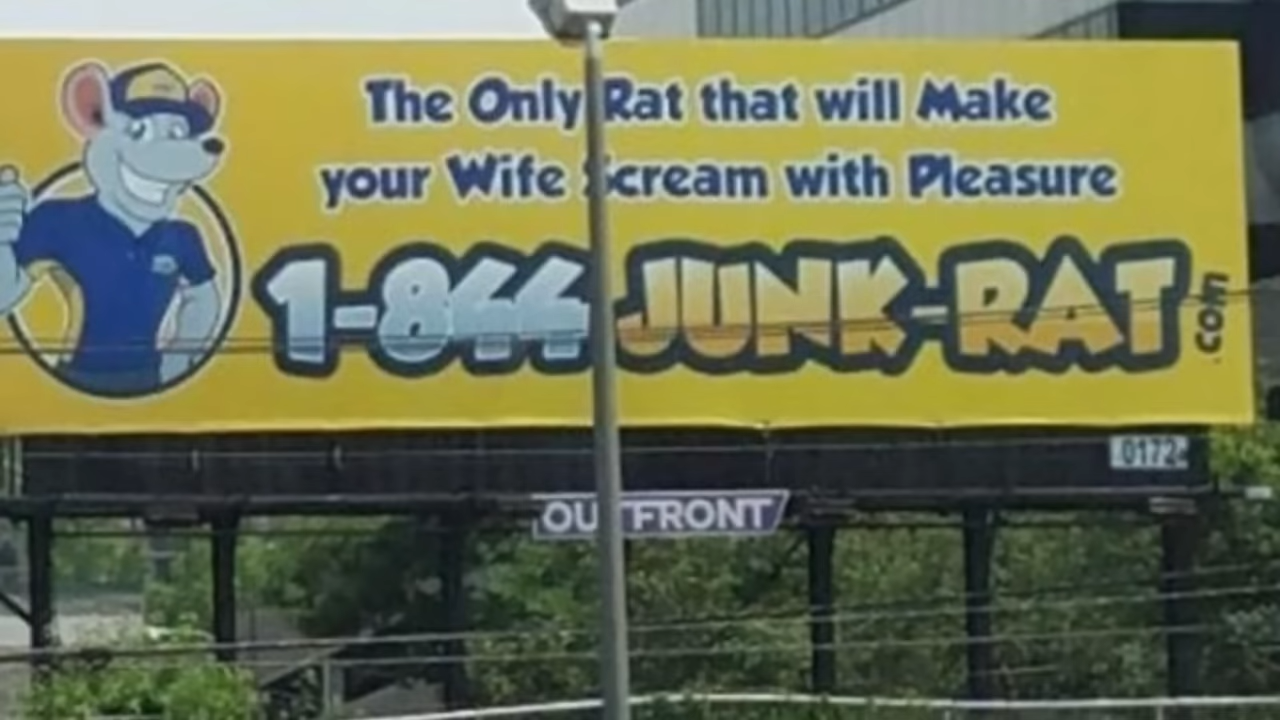 The Only Rat that will Make
your Wife Scream with Pleasure
1-844-JUNK-RAT
.com
0172
OUTFRONT